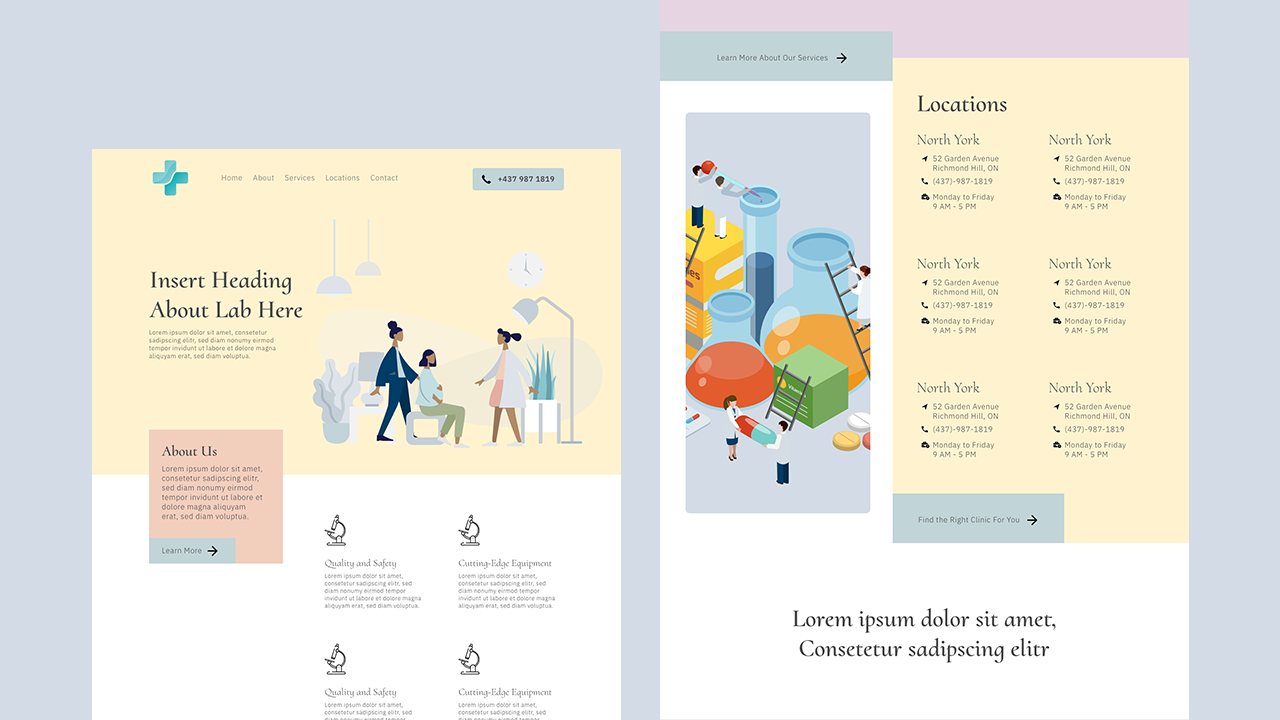 Home About Services Locations Contact
+437 987 1819
Insert Heading
About Lab Here
Lorem ipsum dolor sit amet, consetetur
sadipscing elitr, sed diam nonumy eirmod
tempor invidunt ut labore et dolore magna
aliquyam erat, sed diam voluptua.
About Us
Lorem ipsum dolor sit amet,
consetetur sadipscing elitr,
sed diam nonumy eirmod
tempor invidunt ut labore et
dolore magna aliquyam
erat, sed diam voluptua.
Learn More
Quality and Safety
Lorem ipsum dolor sit amet,
consetetur sadipscing elitr, sed
diam nonumy eirmod tempor
invidunt ut labore et dolore magna
aliquyam erat, sed diam voluptua.
Cutting-Edge Equipment
Lorem ipsum dolor sit amet,
consetetur sadipscing elitr, sed
diam nonumy eirmod tempor
invidunt ut labore et dolore magna
aliquyam erat, sed diam voluptua.
Quality and Safety
Lorem ipsum dolor sit amet,
consetetur sadipscing elitr, sed
Cutting-Edge Equipment
Lorem ipsum dolor sit amet,
consetetur sadipscing elitr, sed
Learn More About Our Services
Locations
North York
52 Garden Avenue
Richmond Hill, ON
(437)-987-1819
Monday to Friday
9 AM - 5 PM
North York
52 Garden Avenue
Richmond Hill, ON
(437)-987-1819
Monday to Friday
9 AM - 5 PM
North York
52 Garden Avenue
Richmond Hill, ON
(437)-987-1819
Monday to Friday
9 AM - 5 PM
North York
52 Garden Avenue
Richmond Hill, ON
(437)-987-1819
Monday to Friday
9 AM - 5 PM
North York
52 Garden Avenue
Richmond Hill, ON
(437)-987-1819
Monday to Friday
9 AM - 5 PM
North York
52 Garden Avenue
Richmond Hill, ON
(437)-987-1819
Monday to Friday
9 AM - 5 PM
Find the Right Clinic For You
Lorem ipsum dolor sit amet,
Consetetur sadipscing elitr